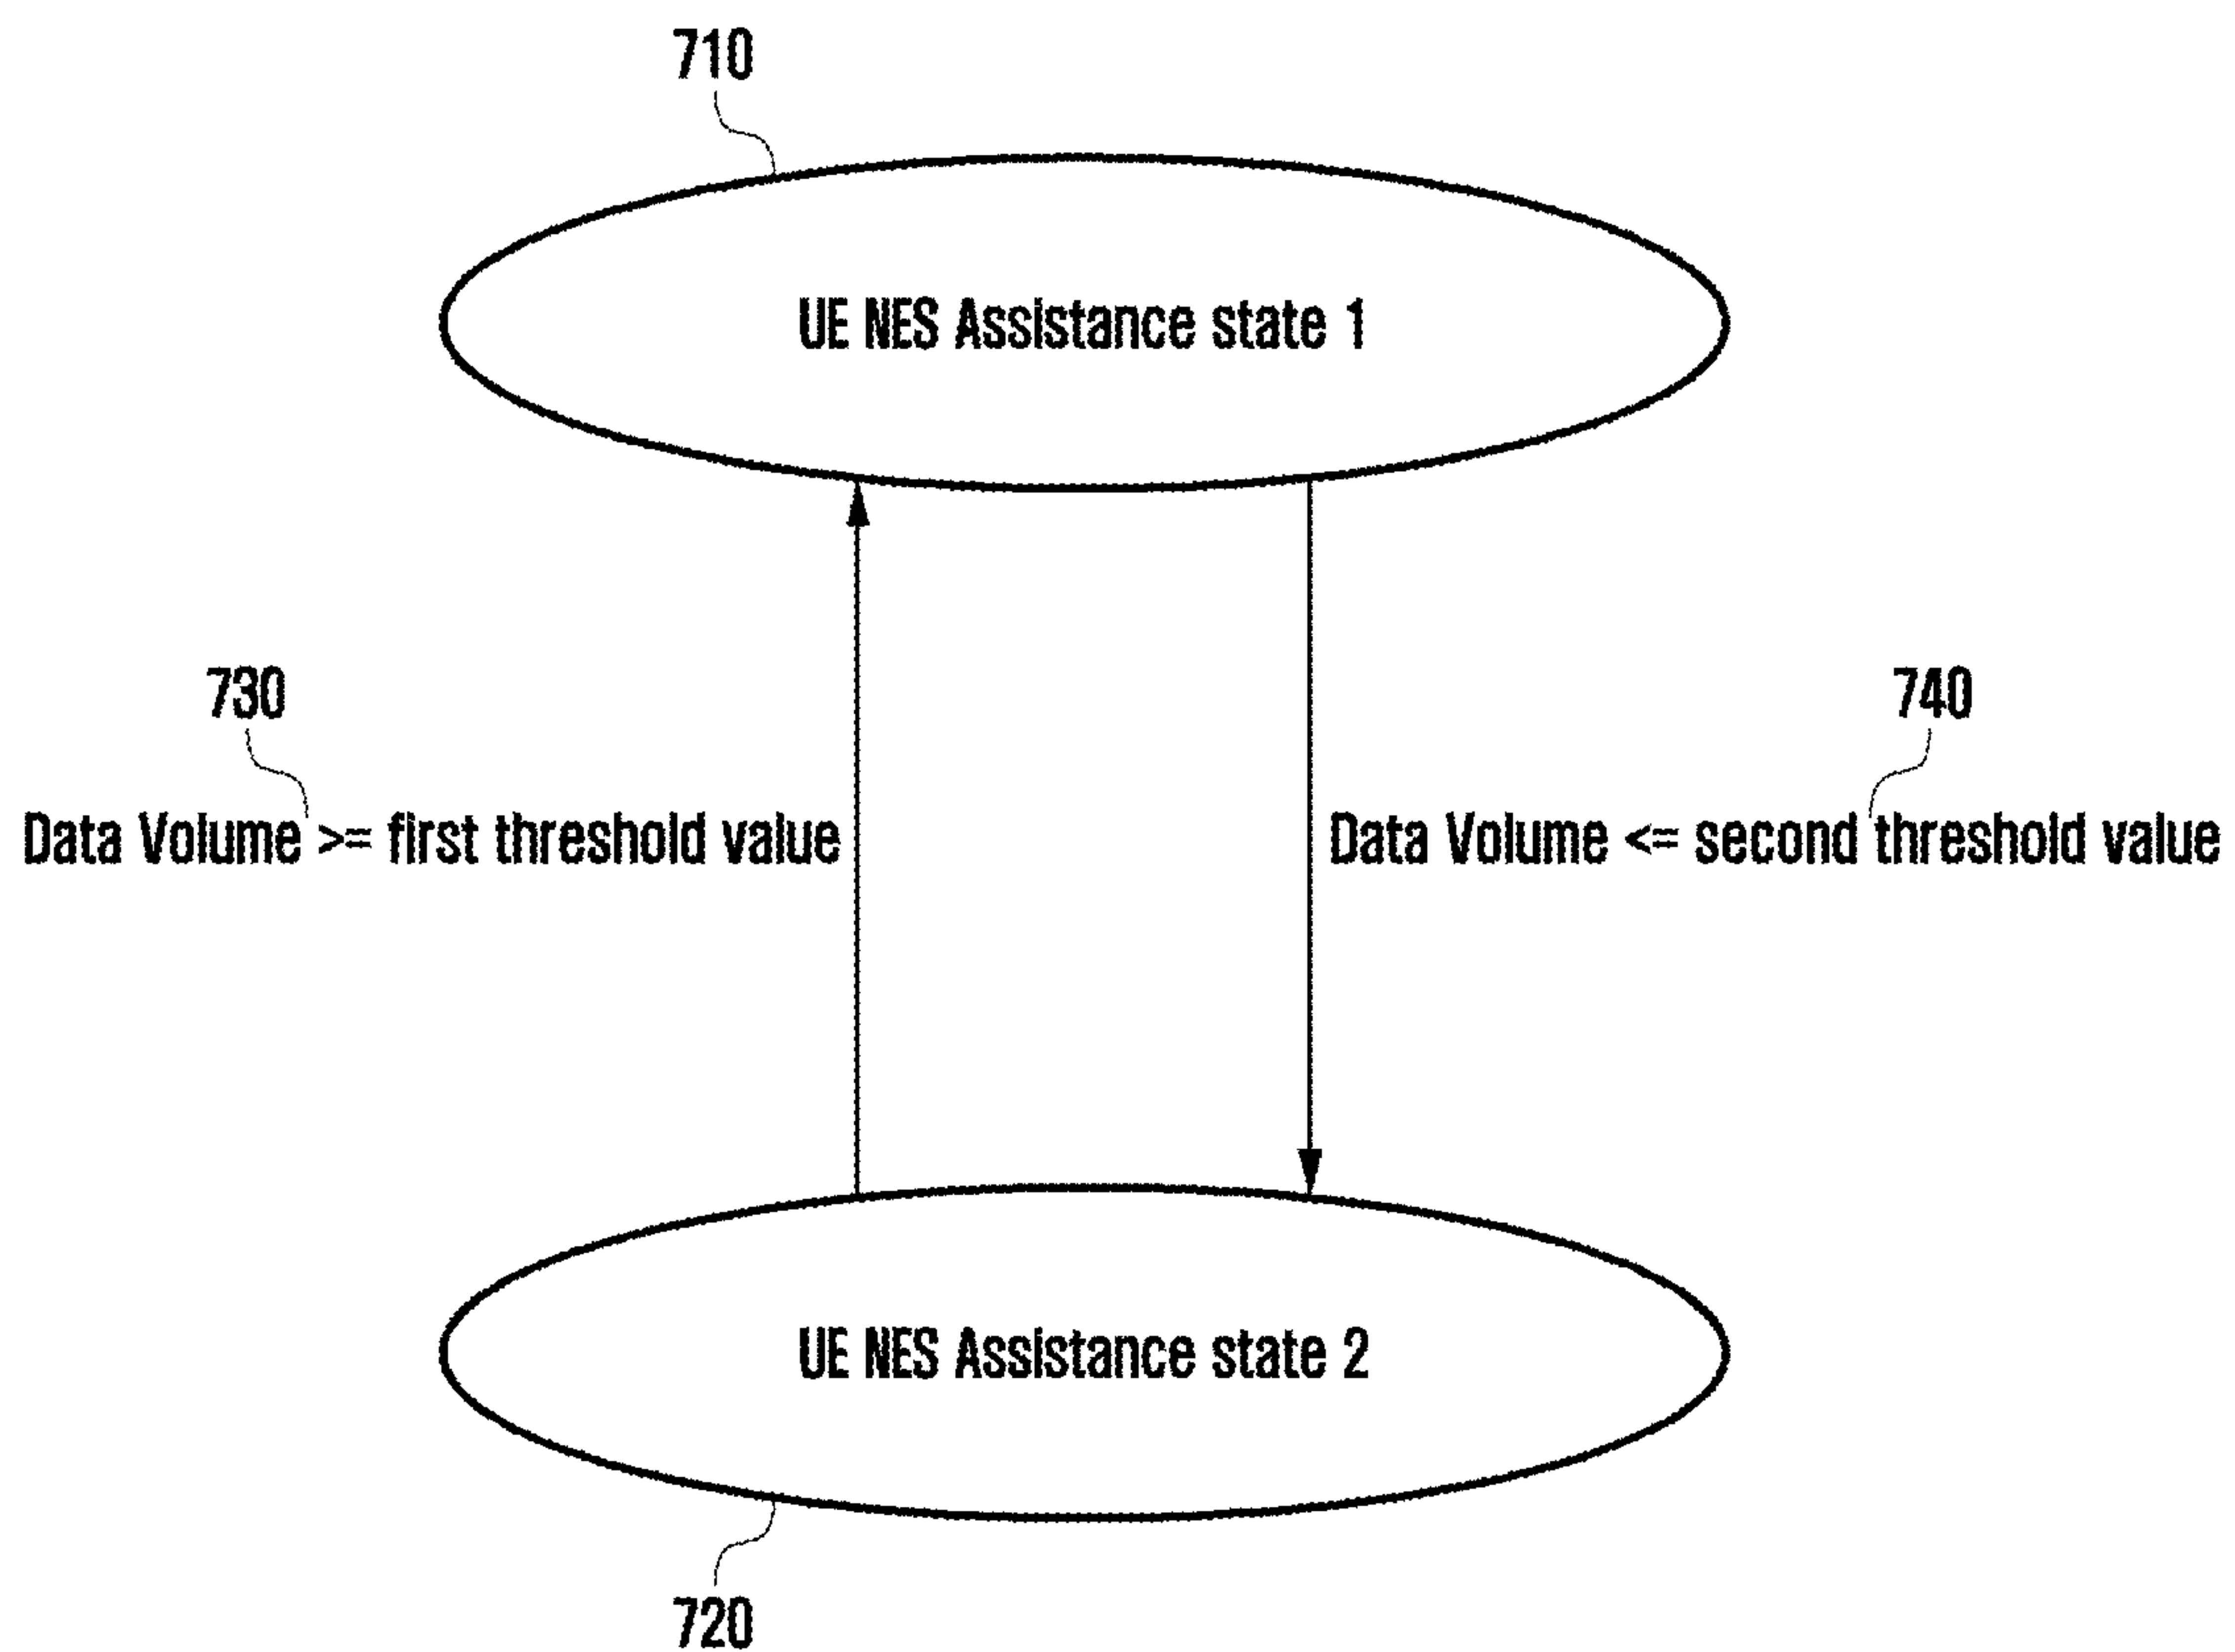 710
UE NES Assistance state 1
730
740
Data Volume >= first threshold value
Data Volume <= second threshold value
UE NES Assistance state 2
720